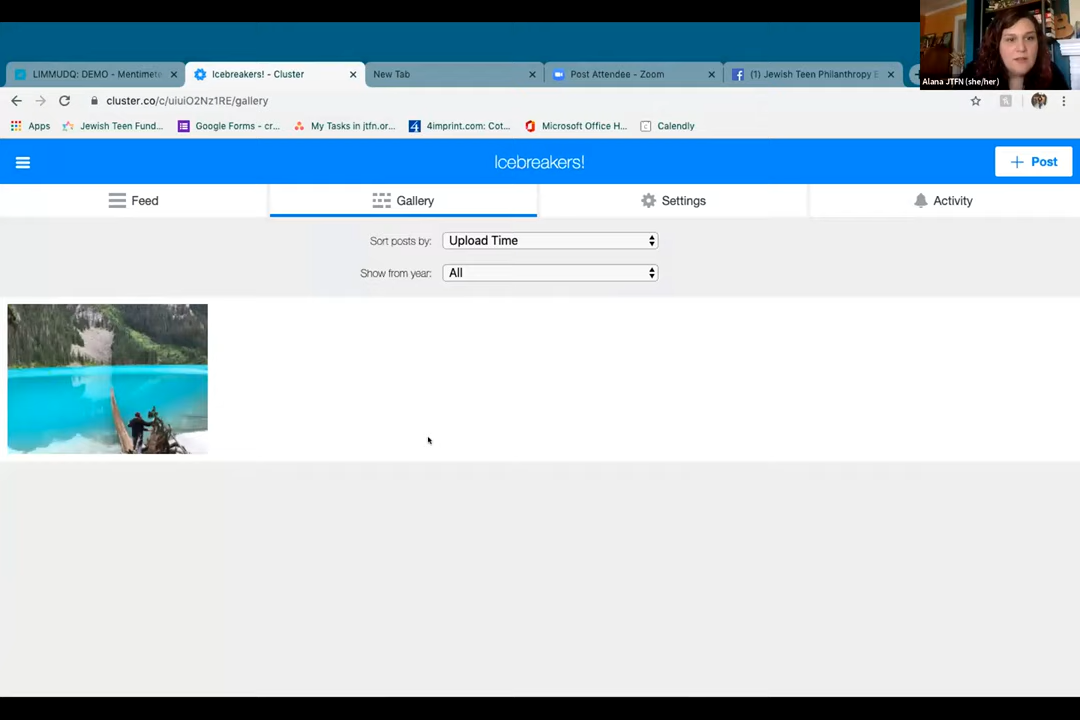 LIMMUDQ: DEMO - Mentimete
Icebreakers! - Cluster
New Tab
Post Attendee - Zoom
(1) Jewish Teen Philanthropy E
Alana JTFN (she/her)
cluster.co/c/uiuiO2Nz1RE/gallery
Apps
Jewish Teen Fund...
Google Forms - cr...
My Tasks in jtfn.or...
4imprint.com: Cot...
Microsoft Office H...
Calendly
Icebreakers!
+ Post
Feed
Gallery
Settings
Activity
Sort posts by: Upload Time
Show from year: All